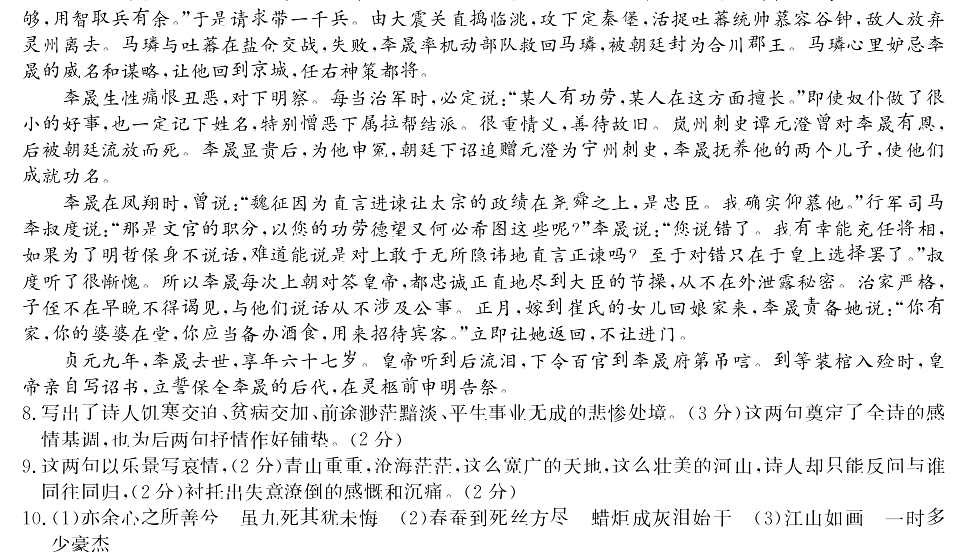 够，用智取兵有余。”于是请求带一千兵。由大震关直捣临洮，攻下定秦堡，活捉吐蕃统帅慕容谷钟，敌人放弃
灵州离去。马璘与吐蕃在盐仓交战，失败，李晟率机动部队救回马璘，被朝廷封为合川郡王。马璘心里妒忌李
晟的威名和谋略，让他回到京城，任右神策都将。
李晟生性痛恨丑恶，对下明察。每当治军时，必定说：“某人有功劳，某人在这方面擅长。”即使奴仆做了很
小的好事，也一定记下姓名，特别憎恶下属拉帮结派。很重情义，善待故旧。岚州刺史谭元澄曾对李晟有恩，
后被朝廷流放而死。李晟显贵后，为他申冤，朝廷下诏追赠元澄为宁州刺史，李晟抚养他的两个儿子，使他们
成就功名。
李晟在凤翔时，曾说：“魏征因为直言进谏让太宗的政绩在尧舜之上，是忠臣。我确实仰慕他。”行军司马
李叔度说：“那是文官的职分，以您的功劳德望又何必希图这些呢？”李晟说：“您说错了。我有幸能充任将相，
如果为了明哲保身不说话，难道能说是对上敢于无所隐讳地直言正谏吗？至于对错只在于皇上选择罢了。”叔
度听了很惭愧。所以李晟每次上朝对答皇帝，都忠诚正直地尽到大臣的节操，从不在外泄露秘密。治家严格，
子侄不在早晚不得谒见，与他们说话从不涉及公事。正月，嫁到崔氏的女儿回娘家来，李晟责备她说：“你有
家，你的婆婆在堂，你应当备办酒食，用来招待宾客。”立即让她返回，不让进门。
贞元九年，李晟去世，享年六十七岁。皇帝听到后流泪，下令百官到李晟府第吊唁。到等装棺入殓时，皇
帝亲自写诏书，立誓保全李晟的后代，在灵柩前申明告祭。
8.写出了诗人饥寒交迫、贫病交加、前途渺茫黯淡、平生事业无成的悲惨处境。（3分）这两句奠定了全诗的感
情基调，也为后两句抒情作好铺垫。（2分）
9.这两句以乐景写哀情，（2分）青山重重，沧海茫茫，这么宽广的天地，这么壮美的河山，诗人却只能反问与谁
同往同归，（2分）衬托出失意潦倒的感慨和沉痛。（2分）
10.（1）亦余心之所善兮 虽九死其犹未悔 （2）春蚕到死丝方尽 蜡炬成灰泪始干 （3）江山如画 一时多
少豪杰